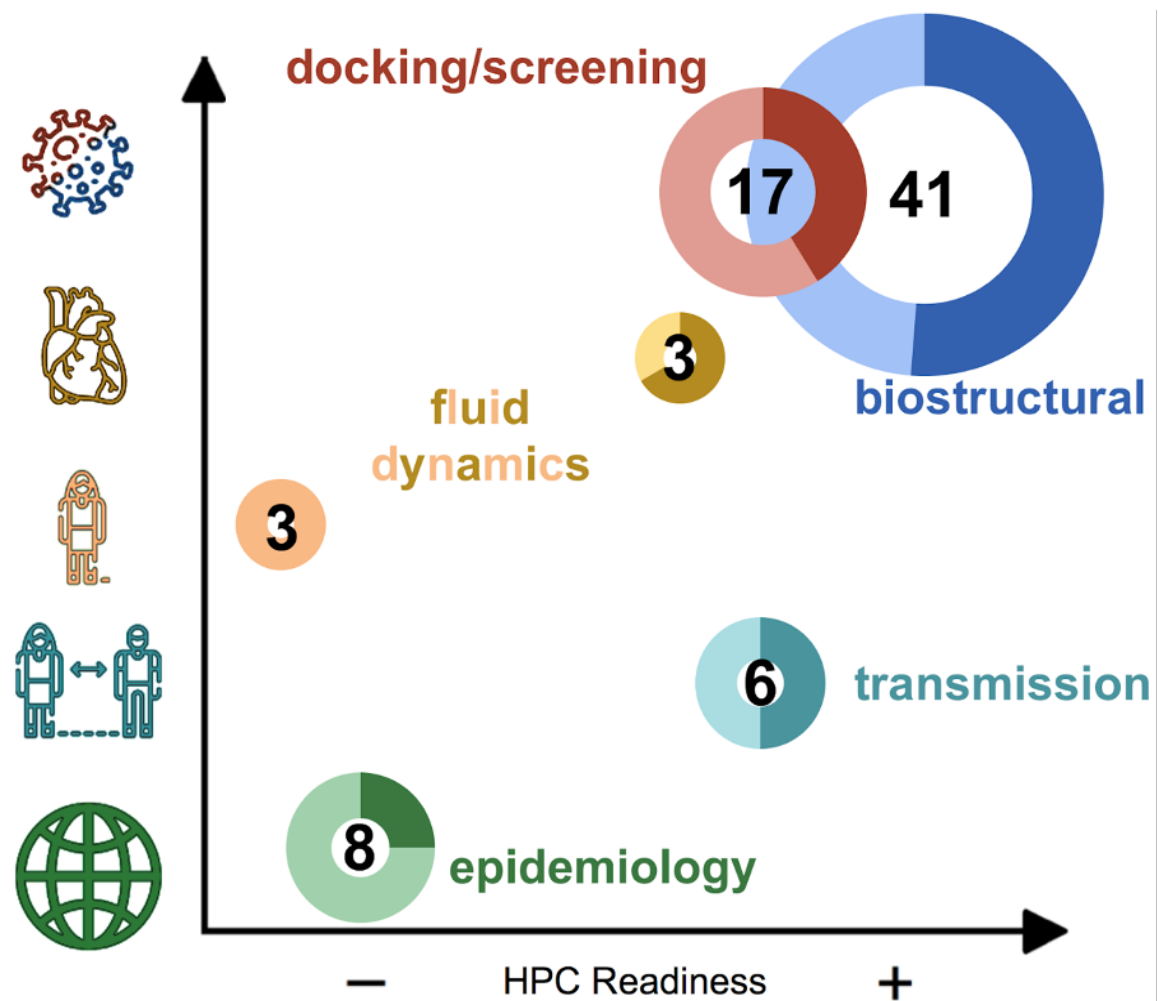 docking/screening
17
41
3
biostructural
fluid
dynamics
3
6
transmission
8
epidemiology
− HPC Readiness +